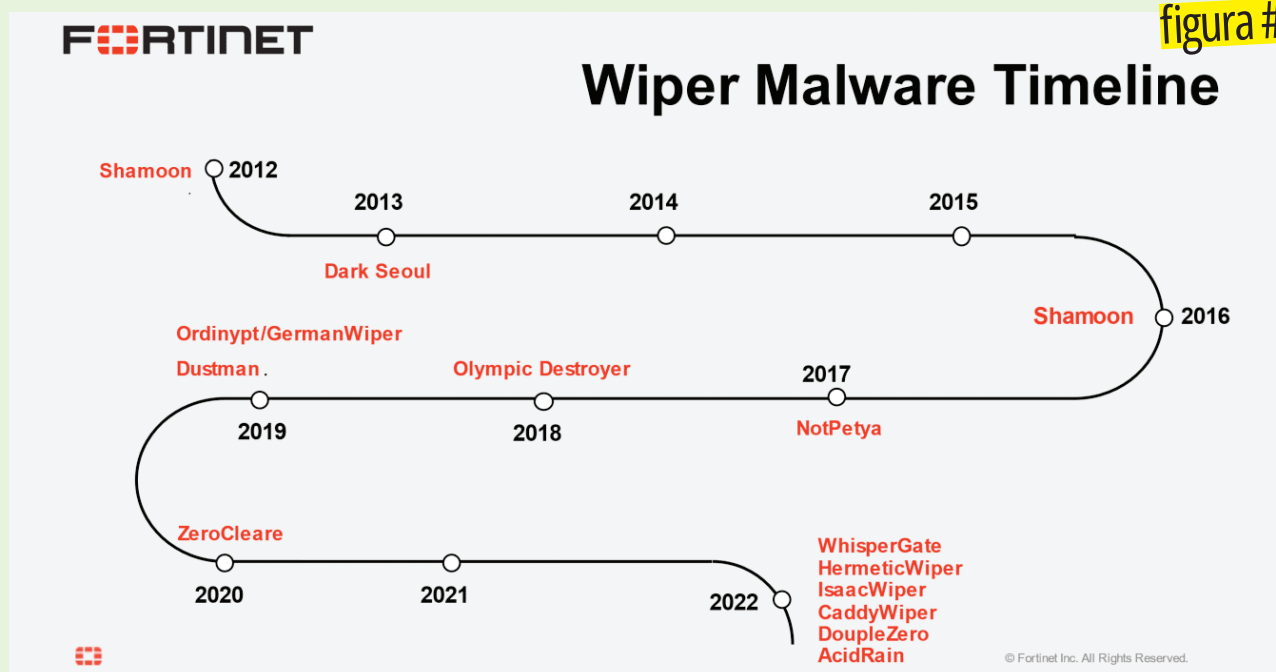 FORTINET
figura #
Wiper Malware Timeline
Shamoon 2012
2013 2014 2015
Dark Seoul
Shamoon 2016
Ordinypt/GermanWiper
Dustman .
Olympic Destroyer
2017
2019
2018
NotPetya
ZeroCleare
2020
2021
2022
WhisperGate
HermeticWiper
IsaacWiper
CaddyWiper
DoupleZero
AcidRain
© Fortinet Inc. All Rights Reserved.